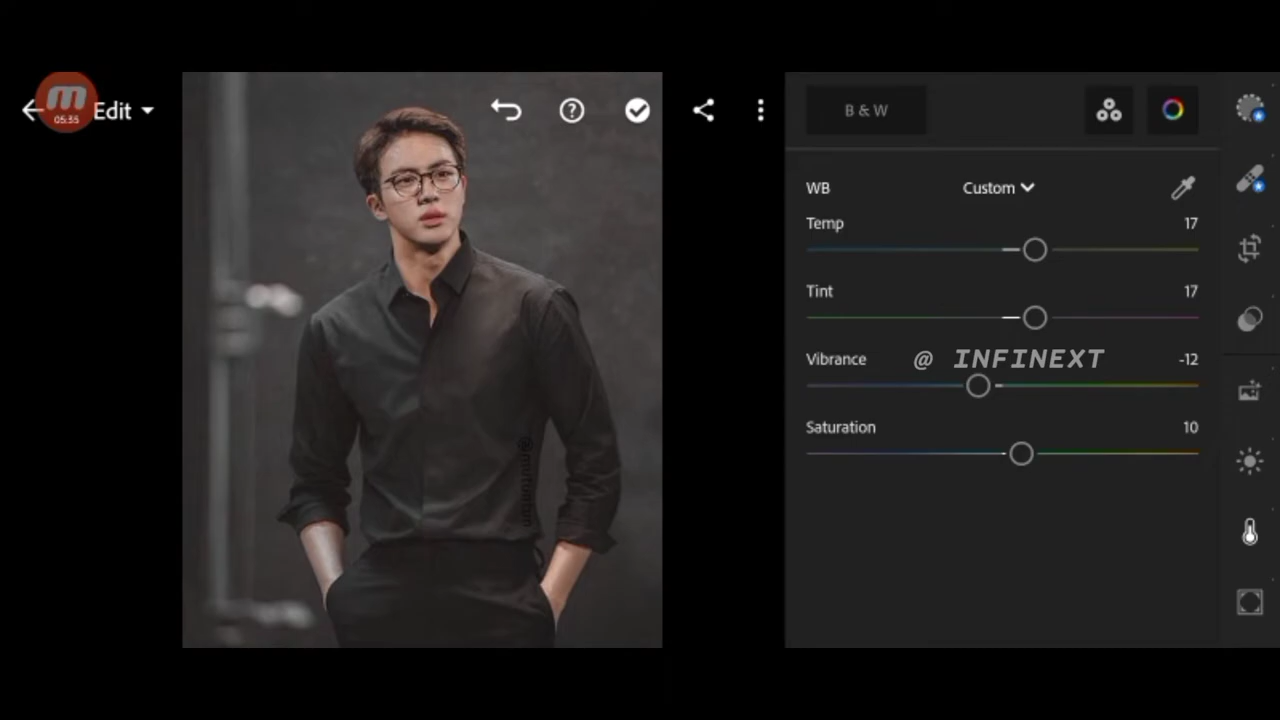 05:35
Edit
B & W
WB Custom
Temp 17
Tint 17
Vibrance -12
@ INFINEXT
Saturation 10